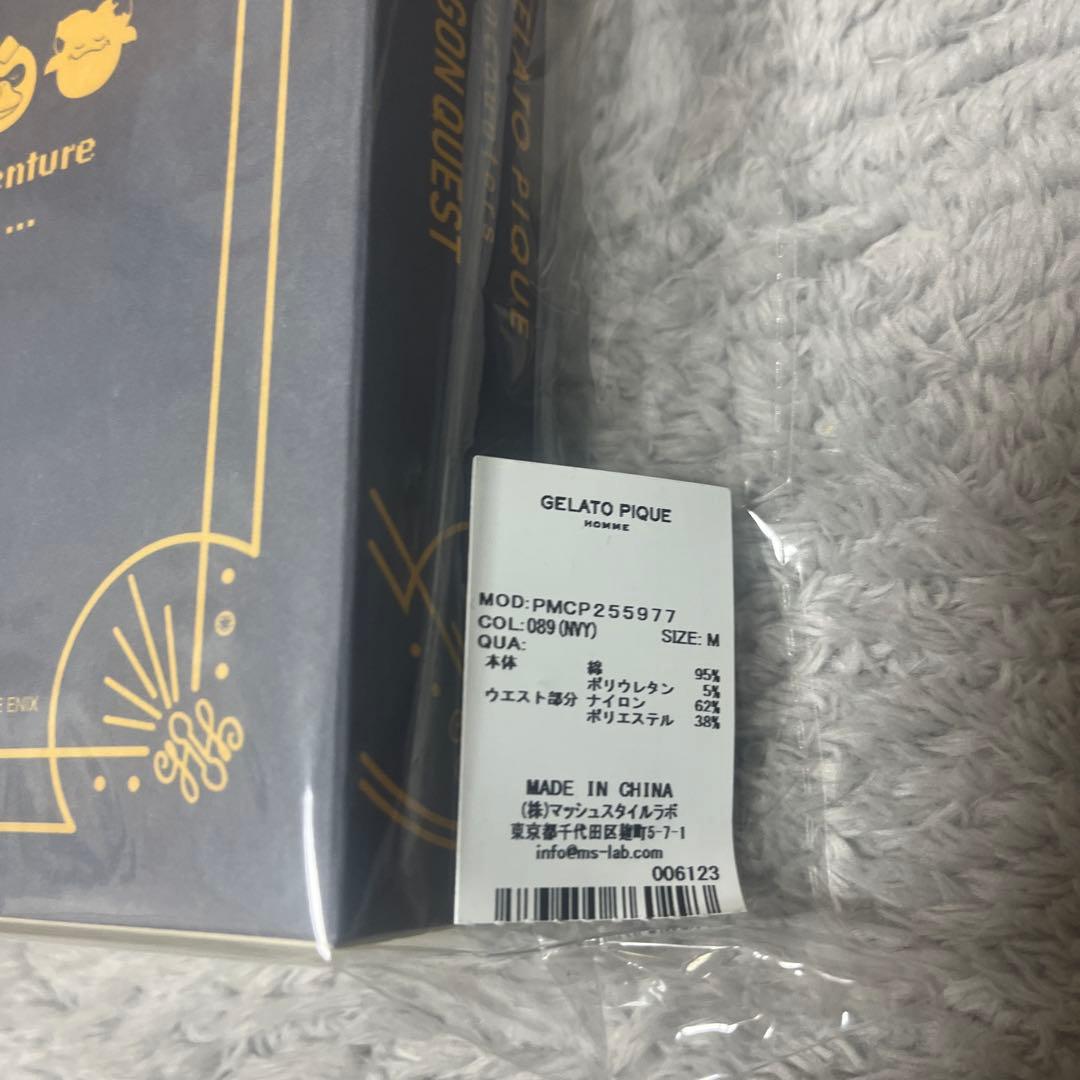 enture
...
E ENIX
GON QUEST
ELATO PIQUE
GELATO PIQUE
HOMME
MOD:PMCP255977
COL:089(NVY) SIZE: M
QUA:
本体 綿 95%
ポリウレタン 5%
ウエスト部分 ナイロン 62%
ポリエステル 38%
MADE IN CHINA
(株)マッシュスタイルラボ
東京都千代田区麹町5-7-1
info@ms-lab.com
006123